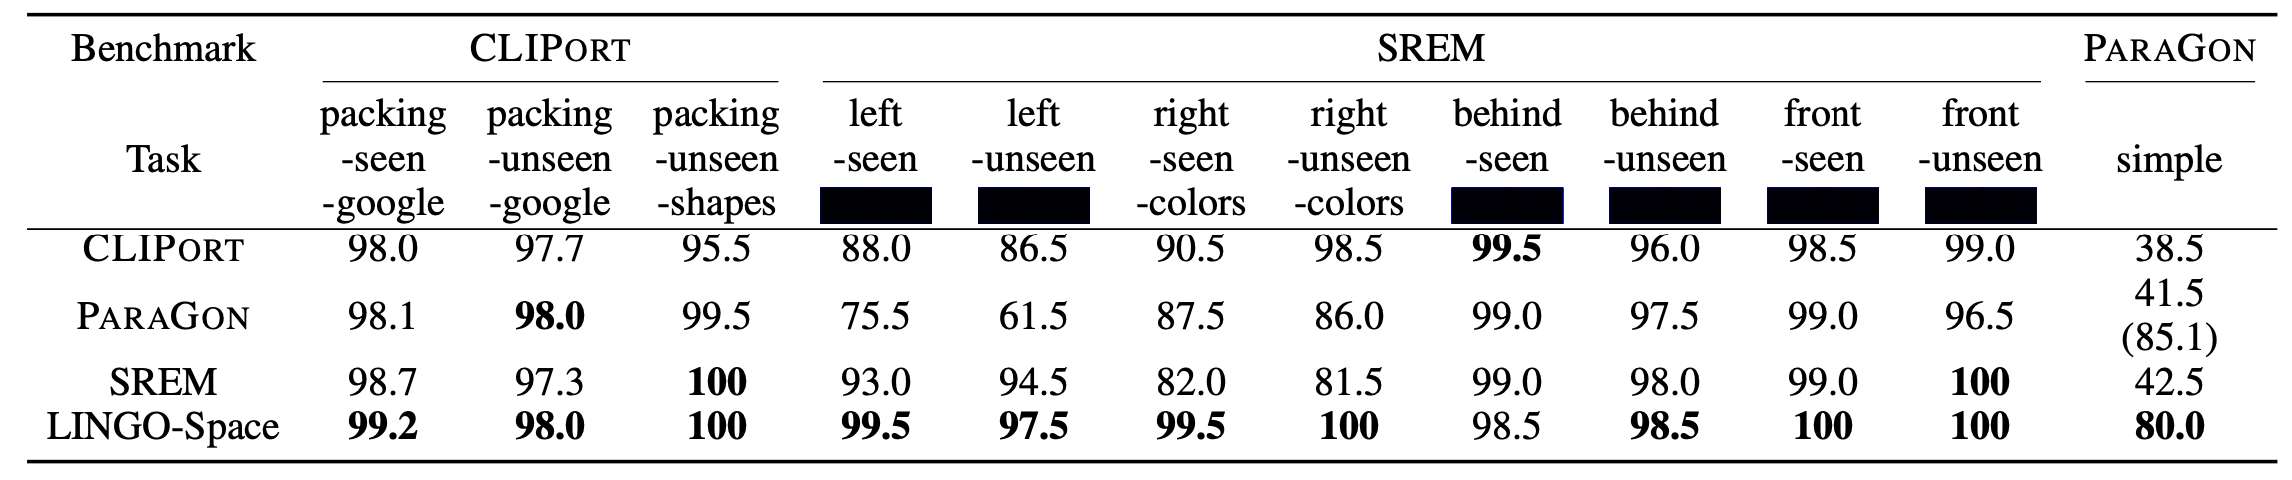 Benchmark CLIPORT SREM PARAGON
packing packing packing left left right right behind behind front front
Task -seen -unseen -unseen -seen -unseen -seen -unseen -seen -unseen -seen -unseen simple
-google -google -shapes -colors -colors
CLIPORT 98.0 97.7 95.5 88.0 86.5 90.5 98.5 99.5 96.0 98.5 99.0 38.5
PARAGON 98.1 98.0 99.5 75.5 61.5 87.5 86.0 99.0 97.5 99.0 96.5 41.5
(85.1)
SREM 98.7 97.3 100 93.0 94.5 82.0 81.5 99.0 98.0 99.0 100 42.5
LINGO-Space 99.2 98.0 100 99.5 97.5 99.5 100 98.5 98.5 100 100 80.0